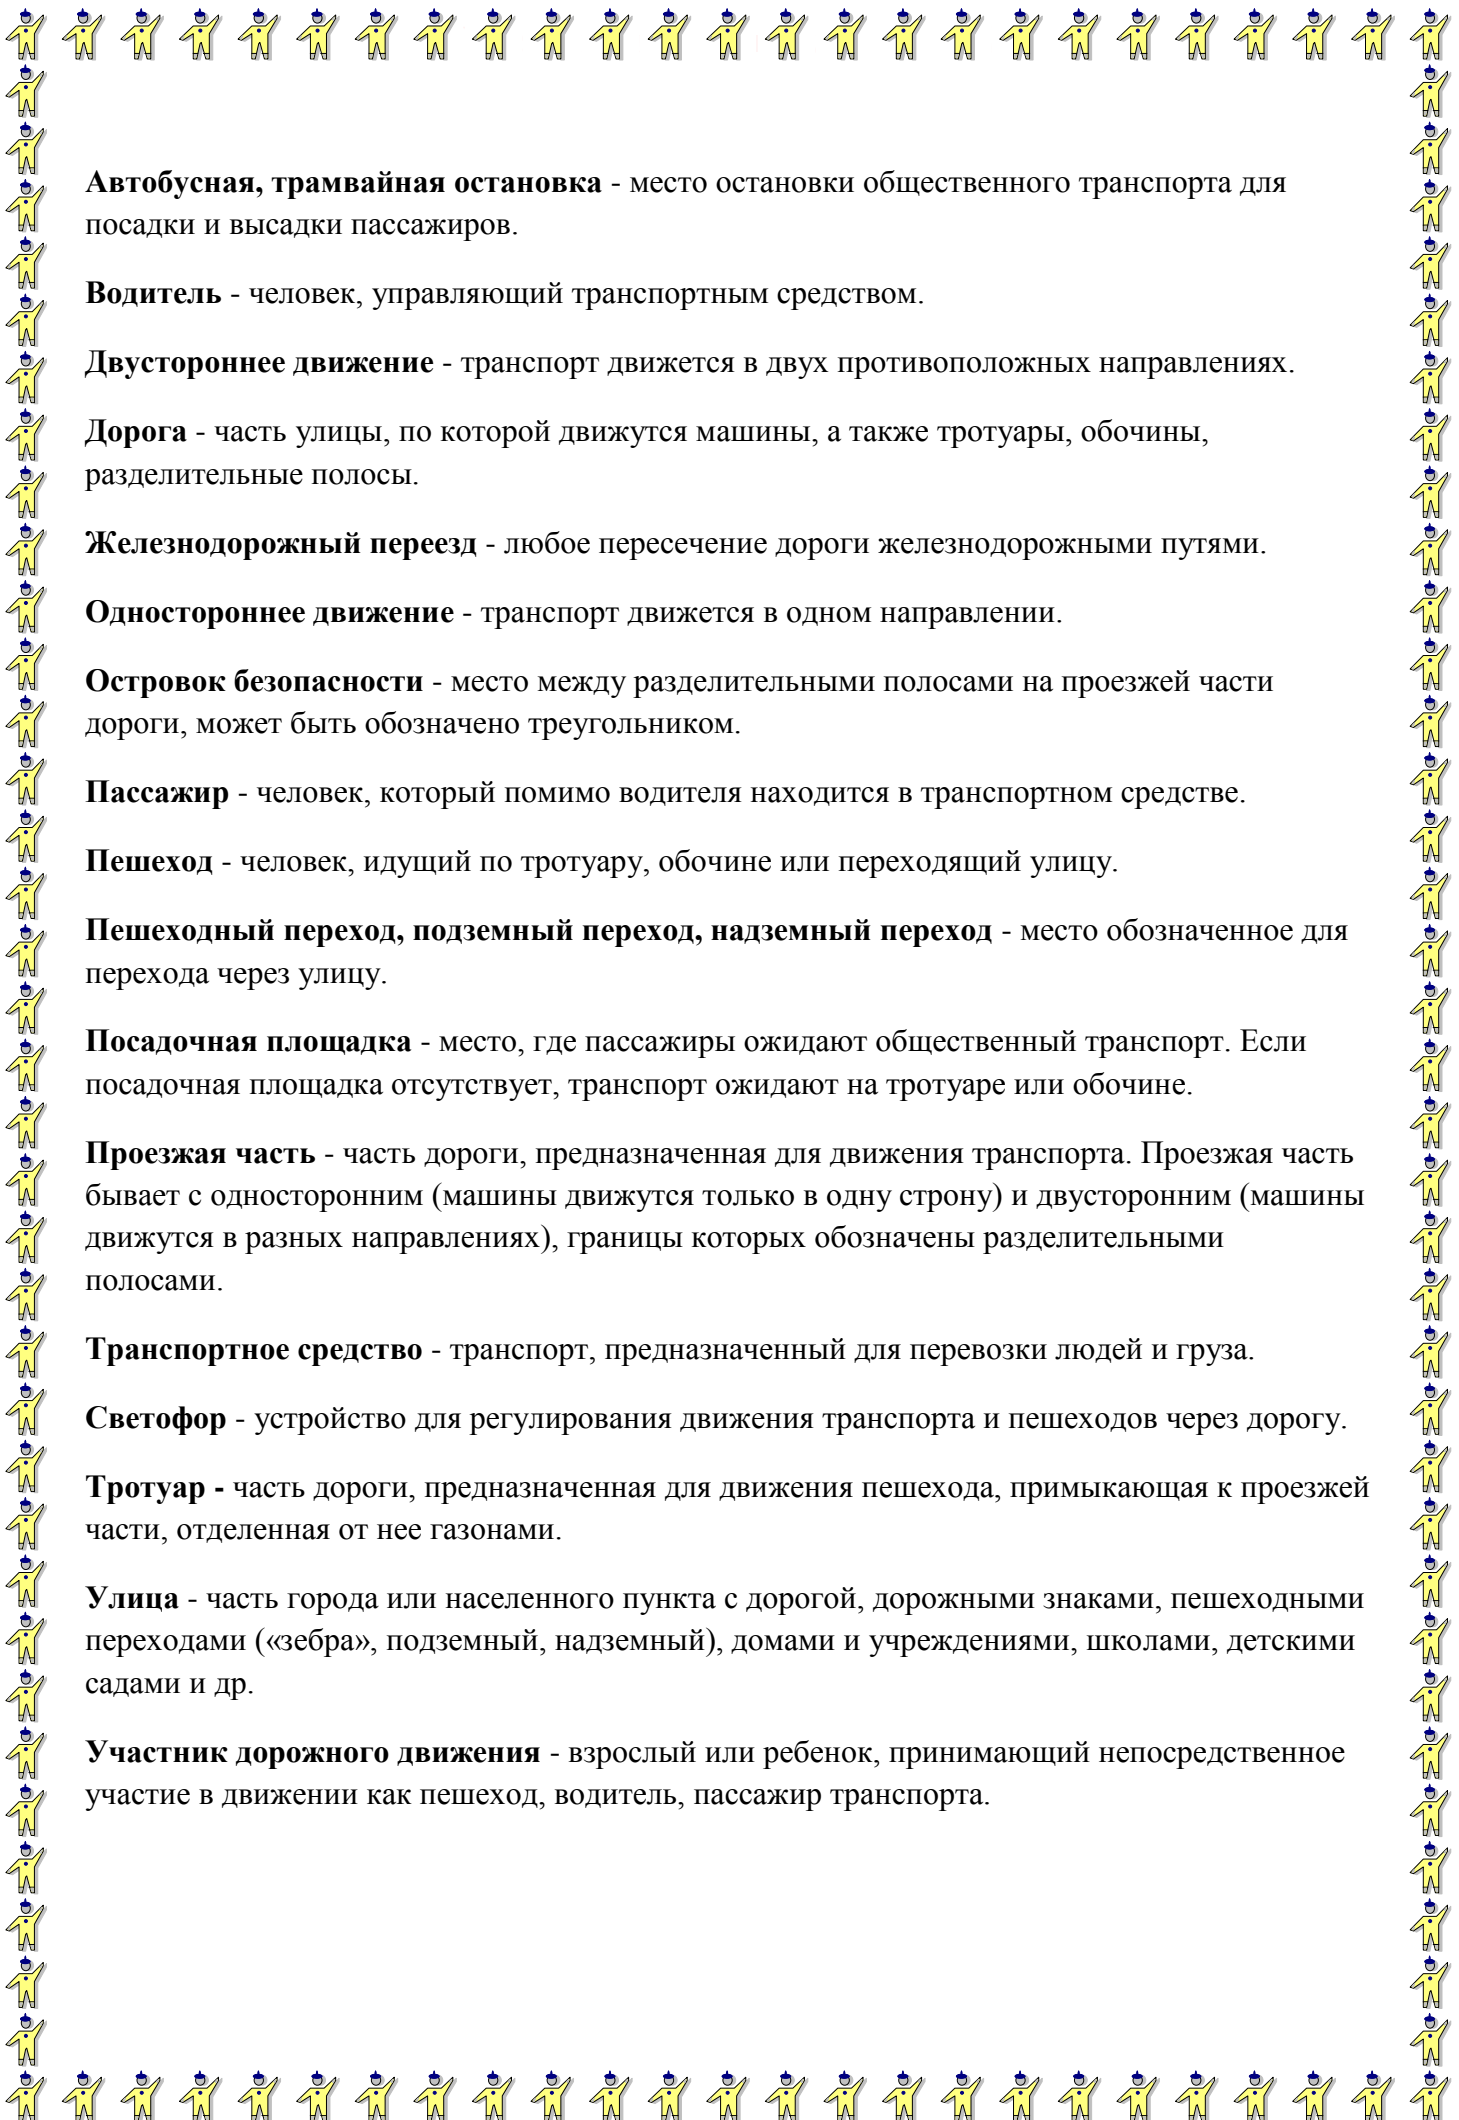 Автобусная, трамвайная остановка - место остановки общественного транспорта для
посадки и высадки пассажиров.
Водитель - человек, управляющий транспортным средством.
Двустороннее движение - транспорт движется в двух противоположных направлениях.
Дорога - часть улицы, по которой движутся машины, а также тротуары, обочины,
разделительные полосы.
Железнодорожный переезд - любое пересечение дороги железнодорожными путями.
Одностороннее движение - транспорт движется в одном направлении.
Островок безопасности - место между разделительными полосами на проезжей части
дороги, может быть обозначено треугольником.
Пассажир - человек, который помимо водителя находится в транспортном средстве.
Пешеход - человек, идущий по тротуару, обочине или переходящий улицу.
Пешеходный переход, подземный переход, надземный переход - место обозначенное для
перехода через улицу.
Посадочная площадка - место, где пассажиры ожидают общественный транспорт. Если
посадочная площадка отсутствует, транспорт ожидают на тротуаре или обочине.
Проезжая часть - часть дороги, предназначенная для движения транспорта. Проезжая часть
бывает с односторонним (машины движутся только в одну строну) и двусторонним (машины
движутся в разных направлениях), границы которых обозначены разделительными
полосами.
Транспортное средство - транспорт, предназначенный для перевозки людей и груза.
Светофор - устройство для регулирования движения транспорта и пешеходов через дорогу.
Тротуар - часть дороги, предназначенная для движения пешехода, примыкающая к проезжей
части, отделенная от нее газонами.
Улица - часть города или населенного пункта с дорогой, дорожными знаками, пешеходными
переходами («зебра», подземный, надземный), домами и учреждениями, школами, детскими
садами и др.
Участник дорожного движения - взрослый или ребенок, принимающий непосредственное
участие в движении как пешеход, водитель, пассажир транспорта.